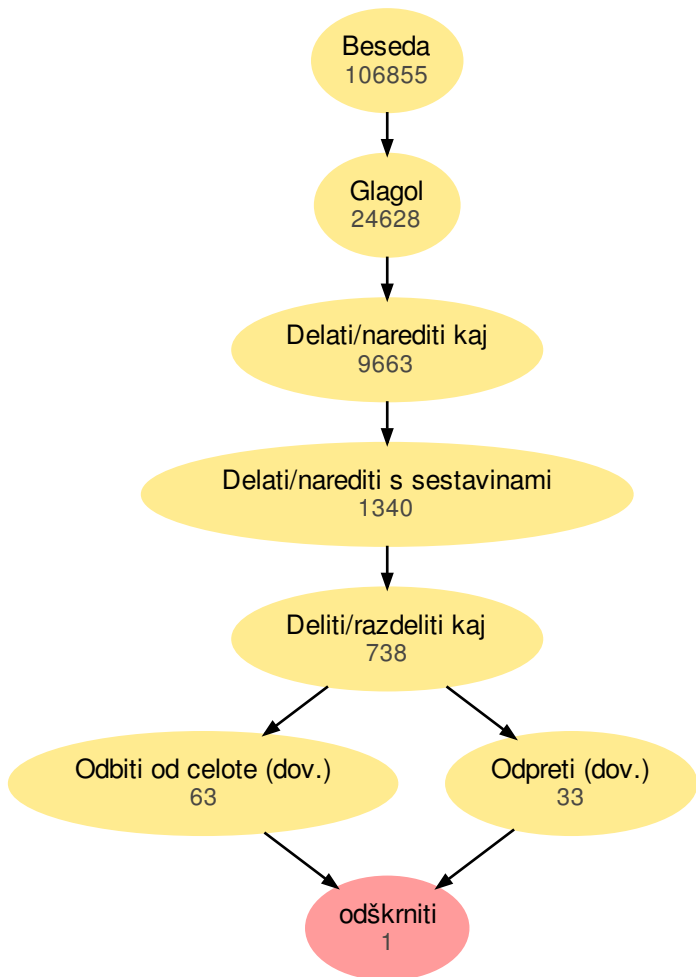 Beseda
106855
Glagol
24628
Delati/narediti kaj
9663
Delati/narediti s sestavinami
1340
Deliti/razdeliti kaj
738
Odbiti od celote (dov.)
63
Odpreti (dov.)
33
odškrniti
1